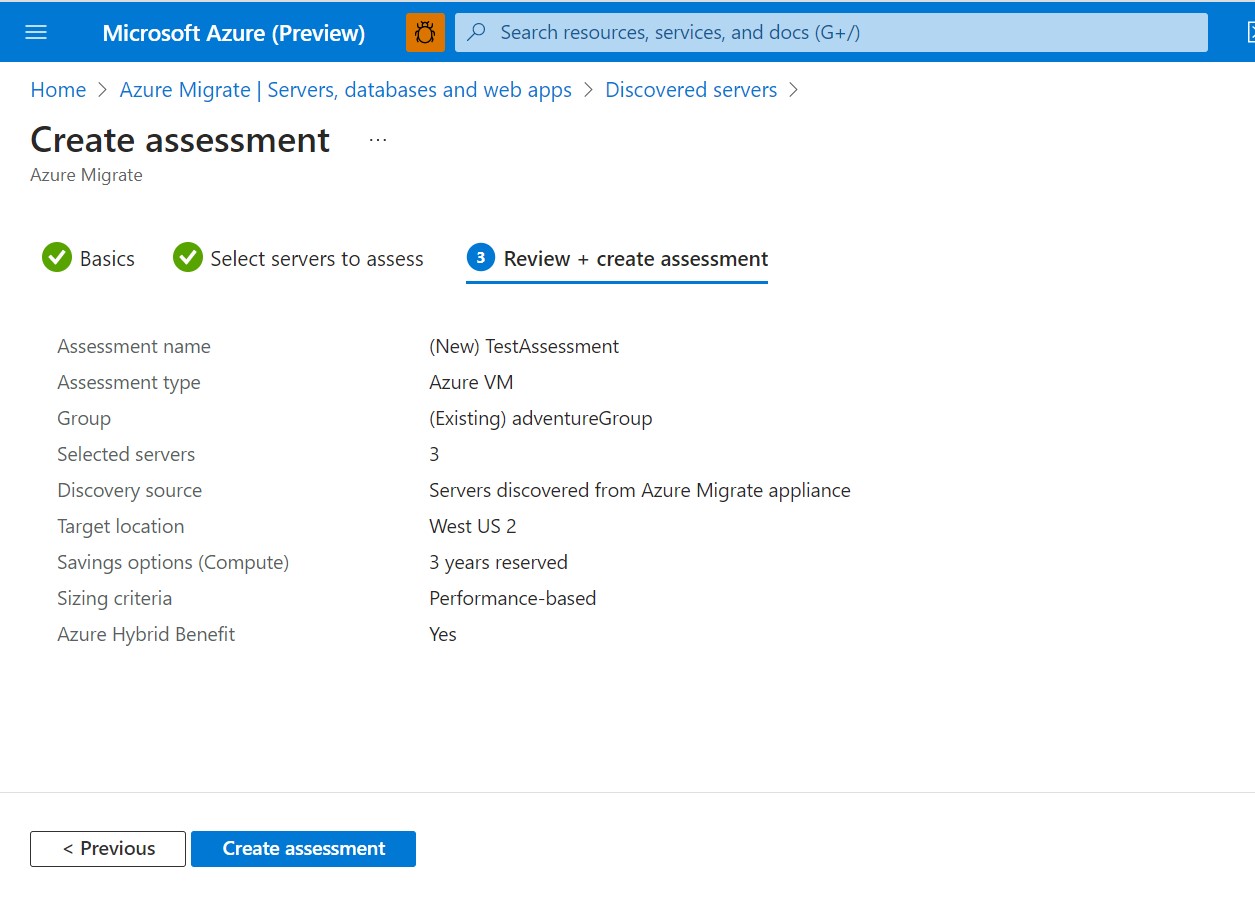 Microsoft Azure (Preview) Search resources, services, and docs (G+/)
Home > Azure Migrate | Servers, databases and web apps > Discovered servers >
Create assessment ...
Azure Migrate
Basics Select servers to assess 3 Review + create assessment
Assessment name (New) TestAssessment
Assessment type Azure VM
Group (Existing) adventureGroup
Selected servers 3
Discovery source Servers discovered from Azure Migrate appliance
Target location West US 2
Savings options (Compute) 3 years reserved
Sizing criteria Performance-based
Azure Hybrid Benefit Yes
< Previous Create assessment